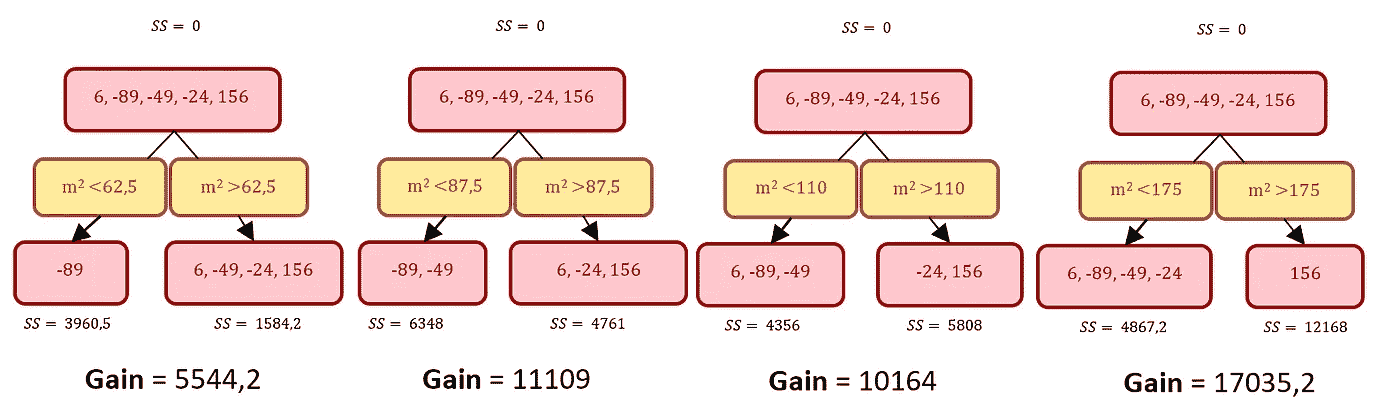 SS = 0
6, -89, -49, -24, 156
m² <62,5
m² >62,5
-89
6, -49, -24, 156
SS = 3960,5
SS = 1584,2
Gain = 5544,2
SS = 0
6, -89, -49, -24, 156
m² <87,5
m² >87,5
-89, -49
6, -24, 156
SS = 6348
SS = 4761
Gain = 11109
SS = 0
6, -89, -49, -24, 156
m² <110
m² >110
6, -89, -49
-24, 156
SS = 4356
SS = 5808
Gain = 10164
SS = 0
6, -89, -49, -24, 156
m² <175
m² >175
6, -89, -49, -24
156
SS = 4867,2
SS = 12168
Gain = 17035,2